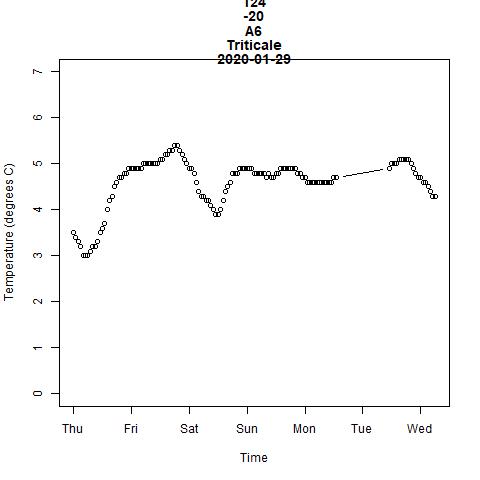 124
-20
A6
Triticale
2020-01-29
7
6
5
4
3
2
1
0
Temperature (degrees C)
Thu Fri Sat Sun Mon Tue Wed
Time